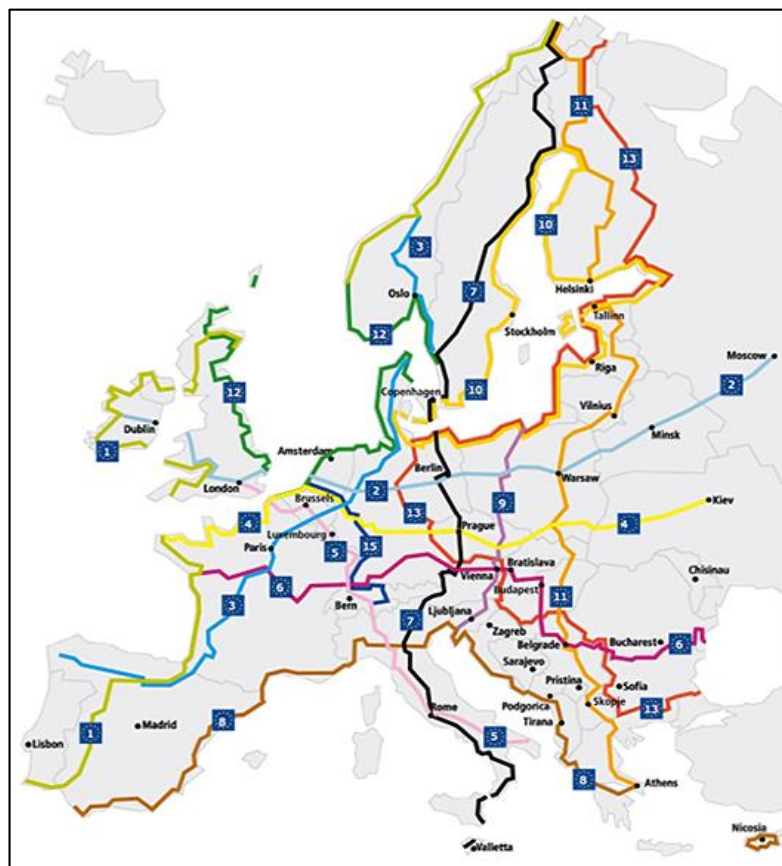 11
13
3
10
Oslo
7
Helsinki
12
Tallinn
Stockholm
Moscow
Riga
2
12
Copenhagen
10
Vilnius
Dublin
Minsk
1
Amsterdam
Berlin
London
2
Warsaw
Brussels
9
Kiev
4
13
4
Luxembourg
Prague
Paris
5
15
Vienna
Bratislava
Chisinau
6
Budapest
Bern
3
7
Ljubljana
11
Zagreb
Belgrade
Bucharest
6
Sarajevo
Pristina
Sofia
Rome
Podgorica
Skopje
13
Madrid
8
Tirana
1
5
Lisbon
8
Athens
Nicosia
Valletta